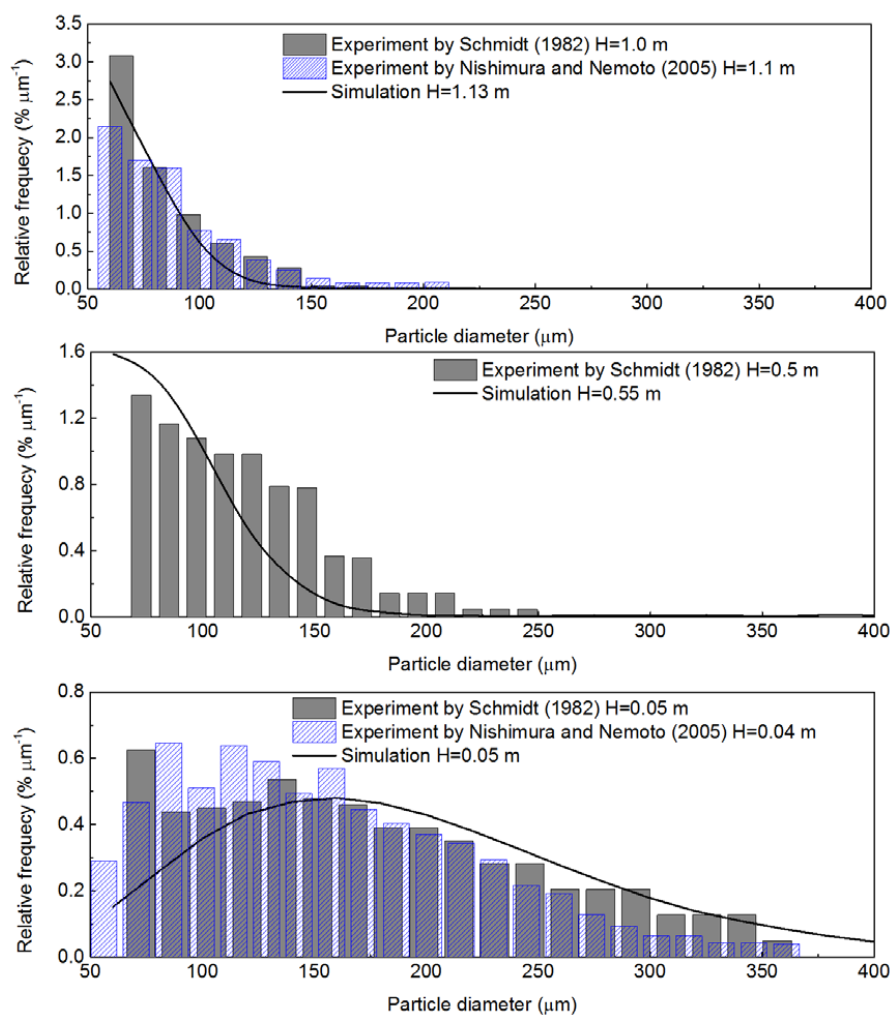 3.5
3.0
2.5
2.0
1.5
1.0
0.5
0.0
Relative frequecy (% μm⁻¹)
Experiment by Schmidt (1982) H=1.0 m
Experiment by Nishimura and Nemoto (2005) H=1.1 m
Simulation H=1.13 m
50 100 150 200 250 300 350 400
Particle diameter (μm)
1.6
1.2
0.8
0.4
0.0
Relative frequecy (% μm⁻¹)
Experiment by Schmidt (1982) H=0.5 m
Simulation H=0.55 m
50 100 150 200 250 300 350 400
Particle diameter (μm)
0.8
0.6
0.4
0.2
0.0
Relative frequecy (% μm⁻¹)
Experiment by Schmidt (1982) H=0.05 m
Experiment by Nishimura and Nemoto (2005) H=0.04 m
Simulation H=0.05 m
50 100 150 200 250 300 350 400
Particle diameter (μm)